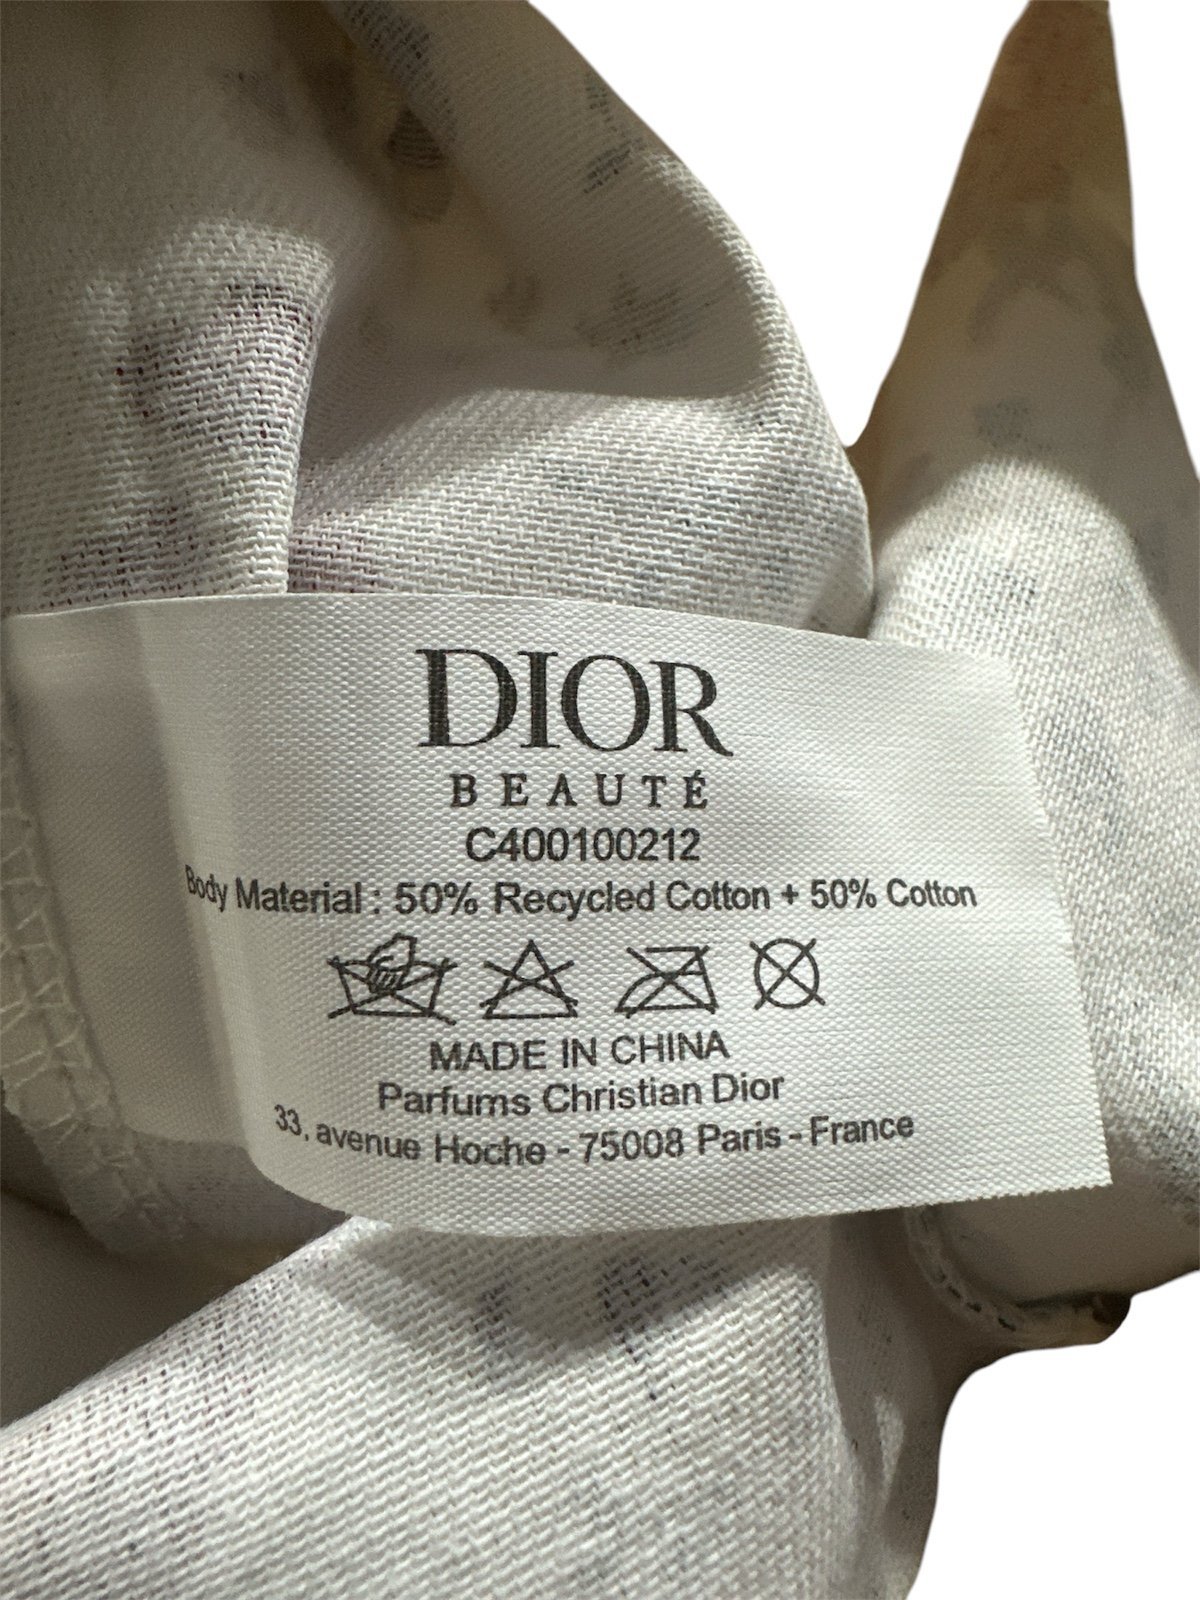 DIOR
BEAUTÉ
C400100212
Body Material : 50% Recycled Cotton + 50% Cotton
MADE IN CHINA
Parfums Christian Dior
33, avenue Hoche - 75008 Paris - France